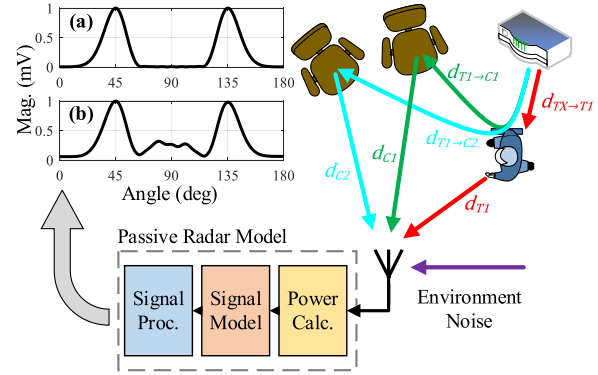 (a)
1
0.5
0
0 45 90 135 180
Mag. (mV)
(b)
1
0.5
0
0 45 90 135 180
Angle (deg)
d_{TX→T1}
d_{T1→C1}
d_{T1→C2}
d_{C2}
d_{C1}
d_{T1}
Passive Radar Model
Signal
Proc.
Signal
Model
Power
Calc.
Environment
Noise